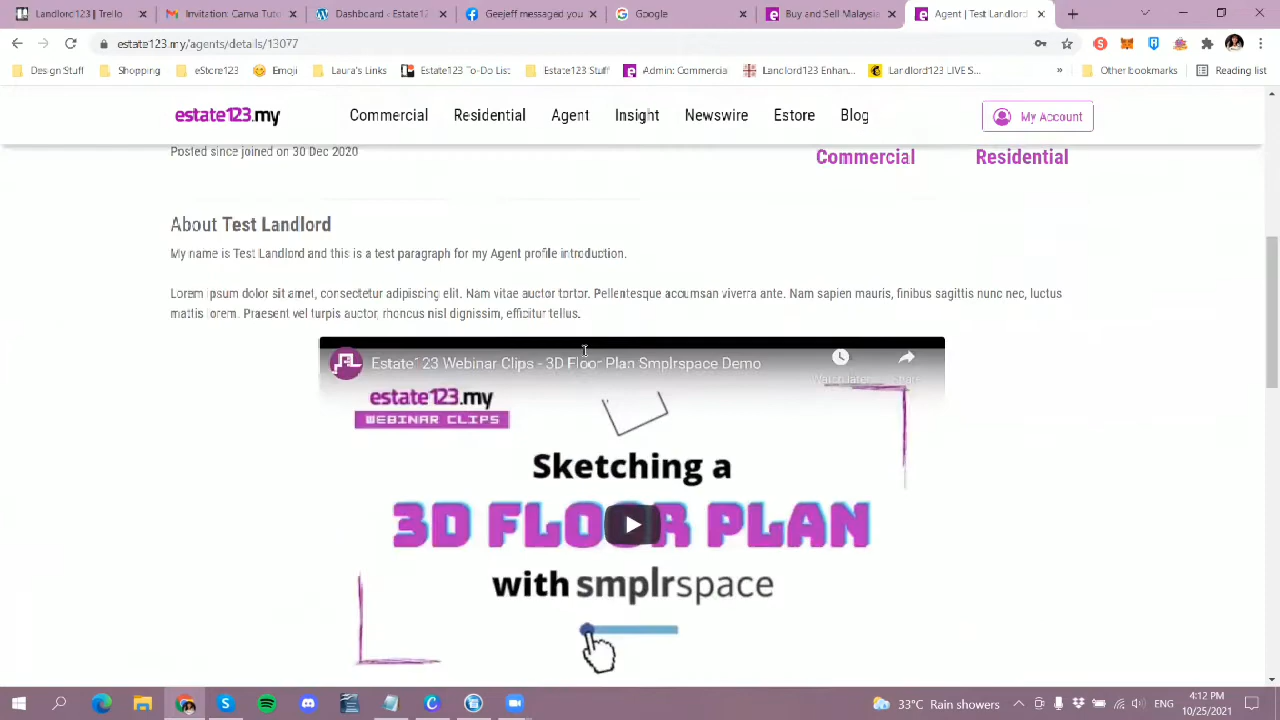 Landlord123 | Trello
Estimation: Canva Tuto
Dashboard ‹ Estate12
Geejeff messaged you
Google
Buy and Sell Malaysia
Agent | Test Landlord
estate123.my/agents/details/13077
Design Stuff
Shopping
eStore123
Emoji
Laura's Links
Estate123 To-Do List
Estate123 Stuff
Admin: Commercial
Landlord123 Enhan...
Landlord123 LIVE S...
»
Other bookmarks
Reading list
estate123.my
Commercial
Residential
Agent
Insight
Newswire
Estore
Blog
My Account
Posted since joined on 30 Dec 2020
Commercial
Residential
About Test Landlord
My name is Test Landlord and this is a test paragraph for my Agent profile introduction.
Lorem ipsum dolor sit amet, consectetur adipiscing elit. Nam vitae auctor tortor. Pellentesque accumsan viverra ante. Nam sapien mauris, finibus sagittis nunc nec, luctus
mattis lorem. Praesent vel turpis auctor, rhoncus nisl dignissim, efficitur tellus.
Estate123 Webinar Clips - 3D Floor Plan Smplrspace Demo
Watch later
Share
estate123.my
WEBINAR CLIPS
Sketching a
3D FLOOR PLAN
with smplrspace
33°C Rain showers
ENG
4:12 PM
10/25/2021